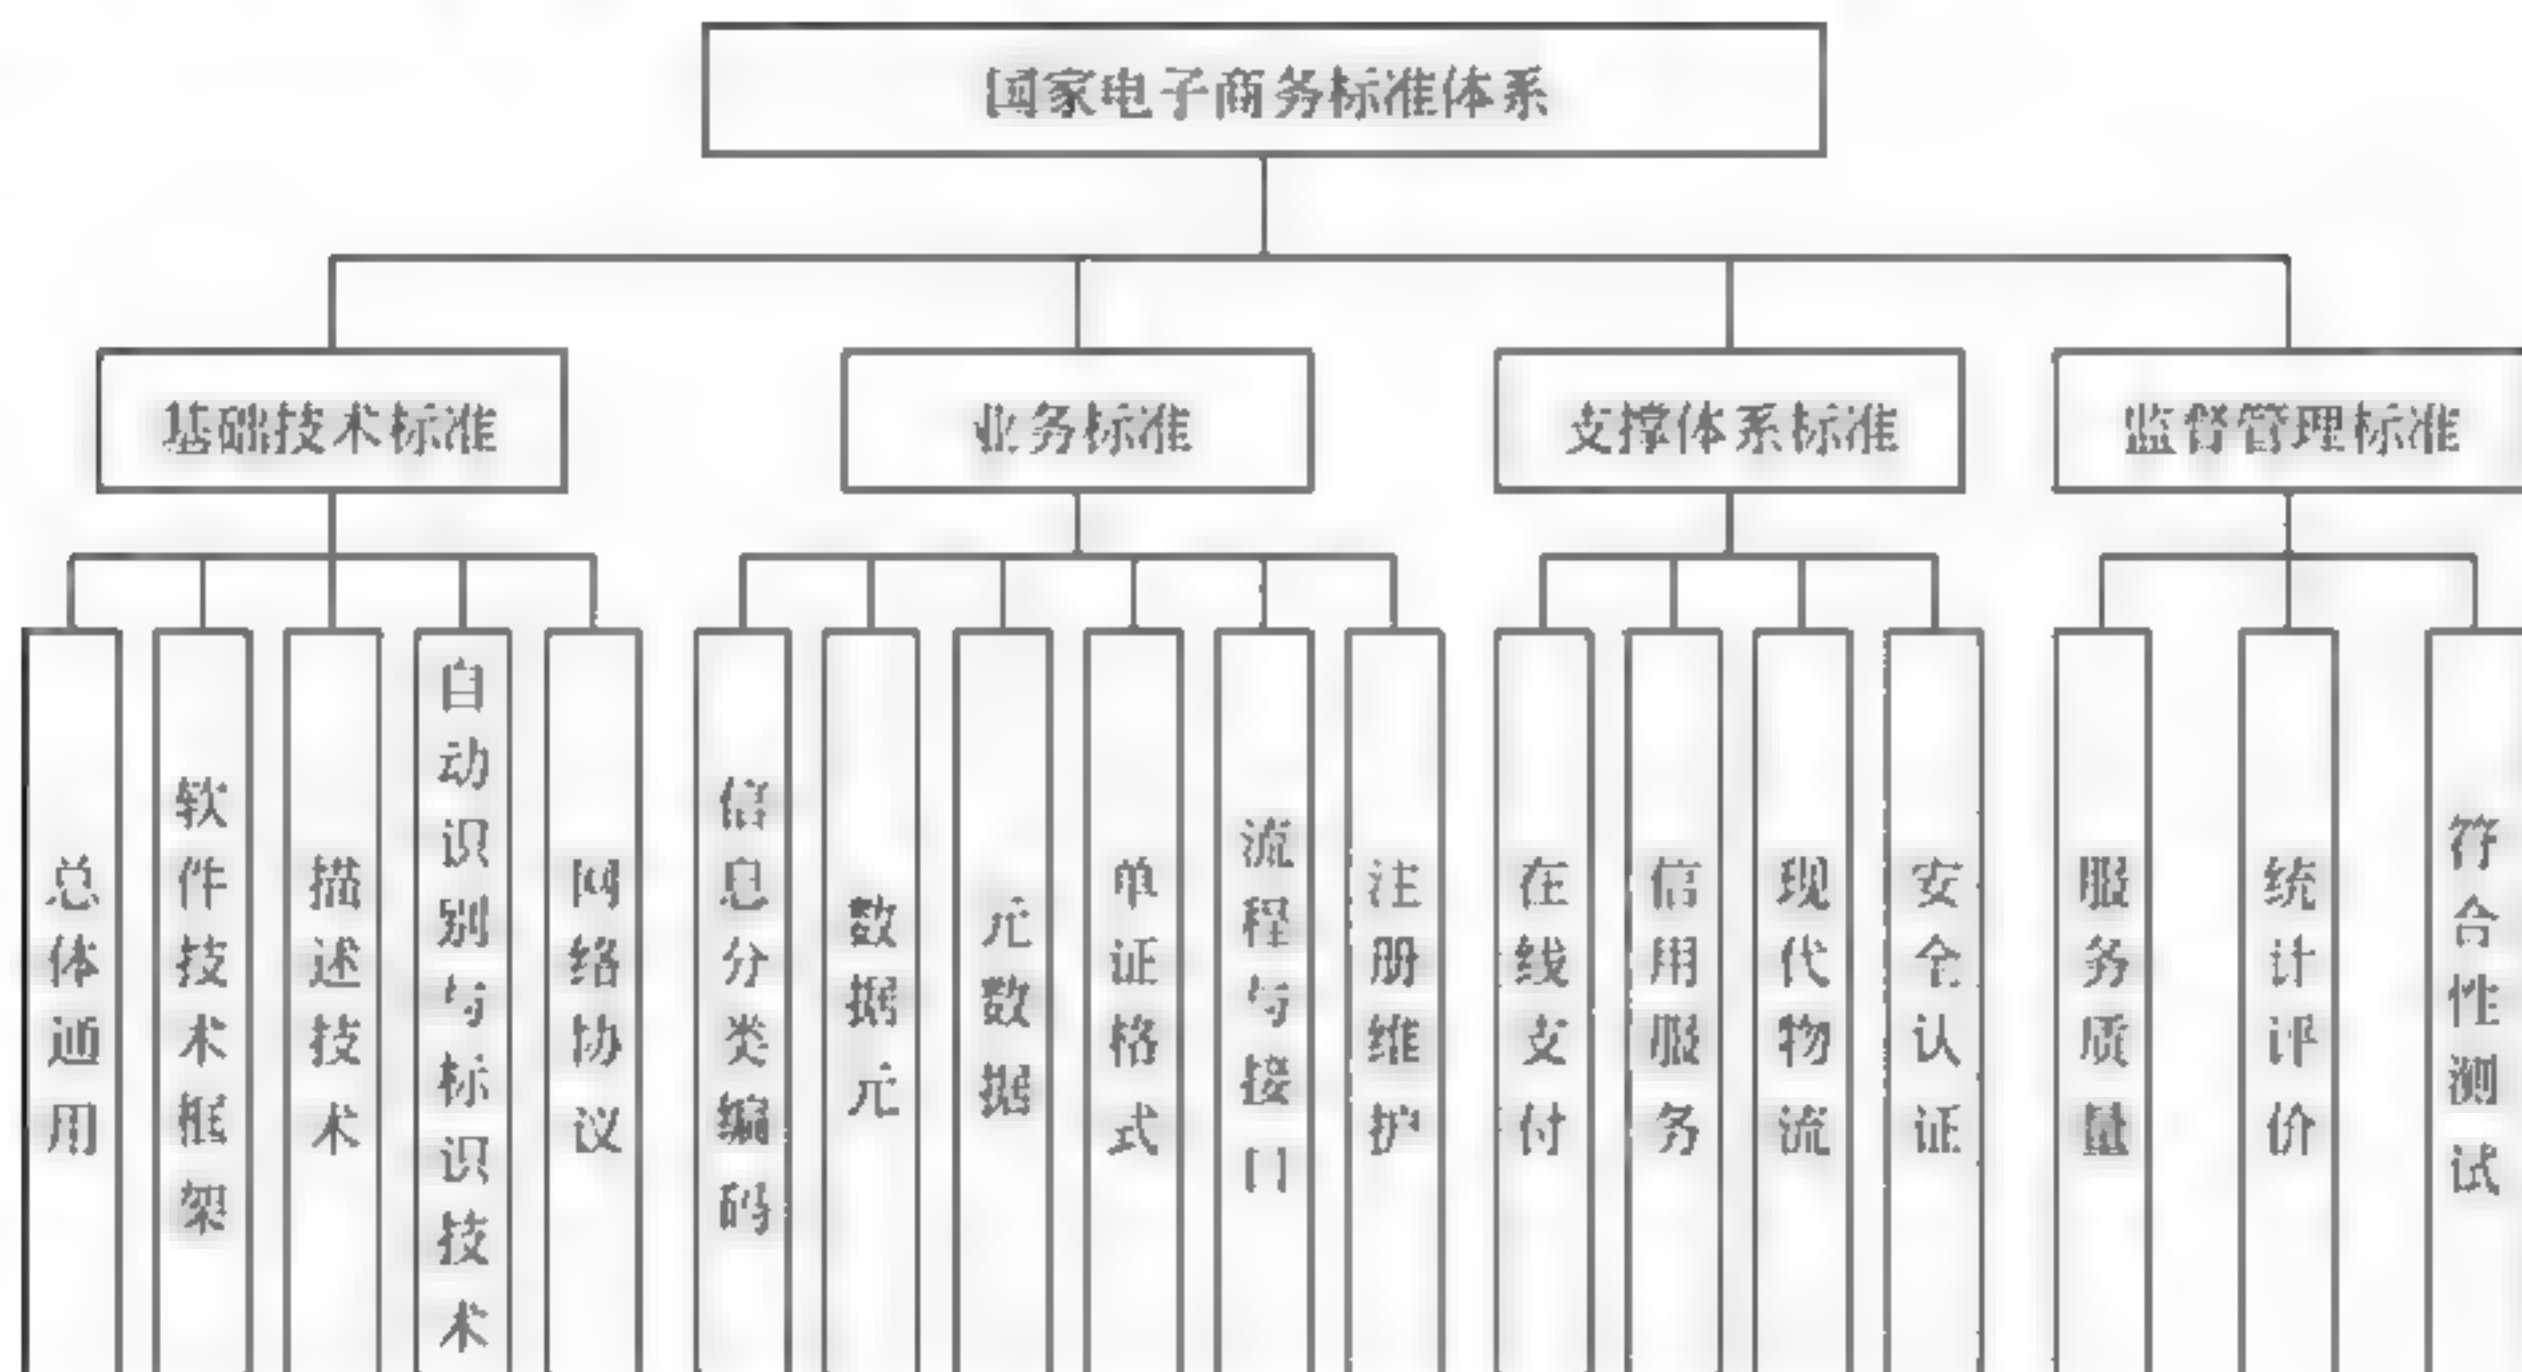 国家电子商务标准体系
基础技术标准
业务标准
支撑体系标准
监督管理标准
总体通用
软件技术框架
描述技术
自动识别与标识技术
网络协议
信息分类编码
数据元
元数据
单证格式
流程与接口
注册维护
在线支付
信用服务
现代物流
安全认证
服务质量
统计评价
符合性测试